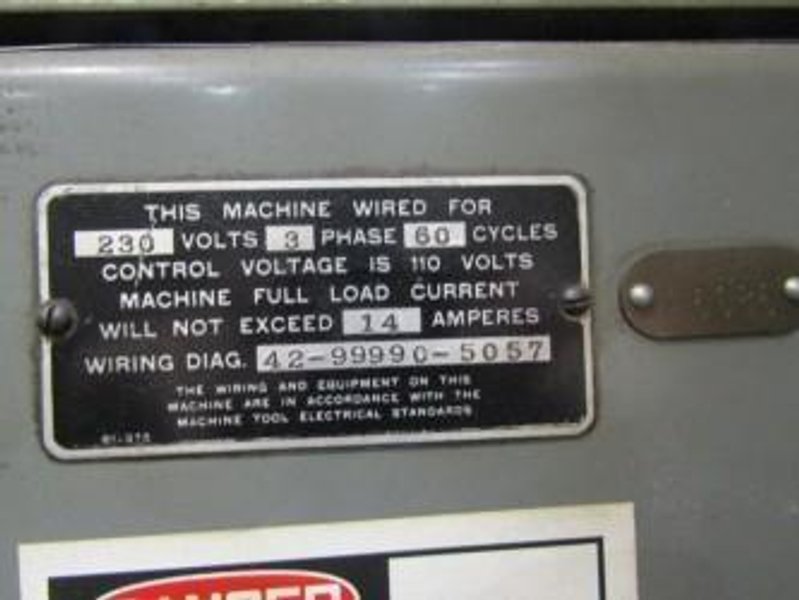 THIS MACHINE WIRED FOR
230 VOLTS 3 PHASE 60 CYCLES
CONTROL VOLTAGE IS 110 VOLTS
MACHINE FULL LOAD CURRENT
WILL NOT EXCEED 14 AMPERES
WIRING DIAG. 42-99990-5057
THE WIRING AND EQUIPMENT ON THIS
MACHINE ARE IN ACCORDANCE WITH THE
MACHINE TOOL ELECTRICAL STANDARDS
DANGER